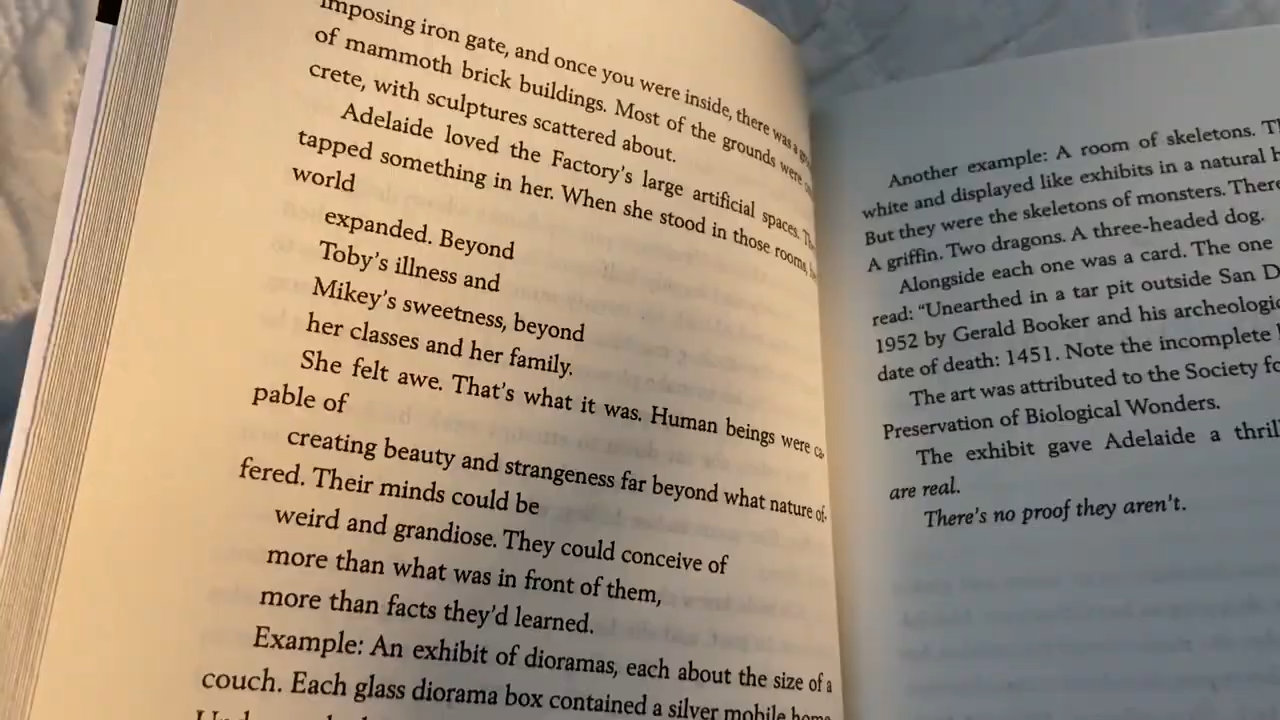 imposing iron gate, and once you were inside, there was a
of mammoth brick buildings. Most of the grounds were
crete, with sculptures scattered about.
Adelaide loved the Factory's large artificial spaces.
tapped something in her. When she stood in those rooms,
world
expanded. Beyond
Toby's illness and
Mikey's sweetness, beyond
her classes and her family.
She felt awe. That's what it was. Human beings were ca-
pable of
creating beauty and strangeness far beyond what nature of-
fered. Their minds could be
weird and grandiose. They could conceive of
more than what was in front of them,
more than facts they'd learned.
Example: An exhibit of dioramas, each about the size of a
couch. Each glass diorama box contained a silver mobile home
Another example: A room of skeletons.
white and displayed like exhibits in a natural
But they were the skeletons of monsters. There
A griffin. Two dragons. A three-headed dog.
Alongside each one was a card. The one
read: "Unearthed in a tar pit outside San
1952 by Gerald Booker and his
date of death: 1451. Note the incomplete
The art was attributed to the Society
Preservation of Biological Wonders.
The exhibit gave Adelaide a
are real.
There's no proof they aren't.